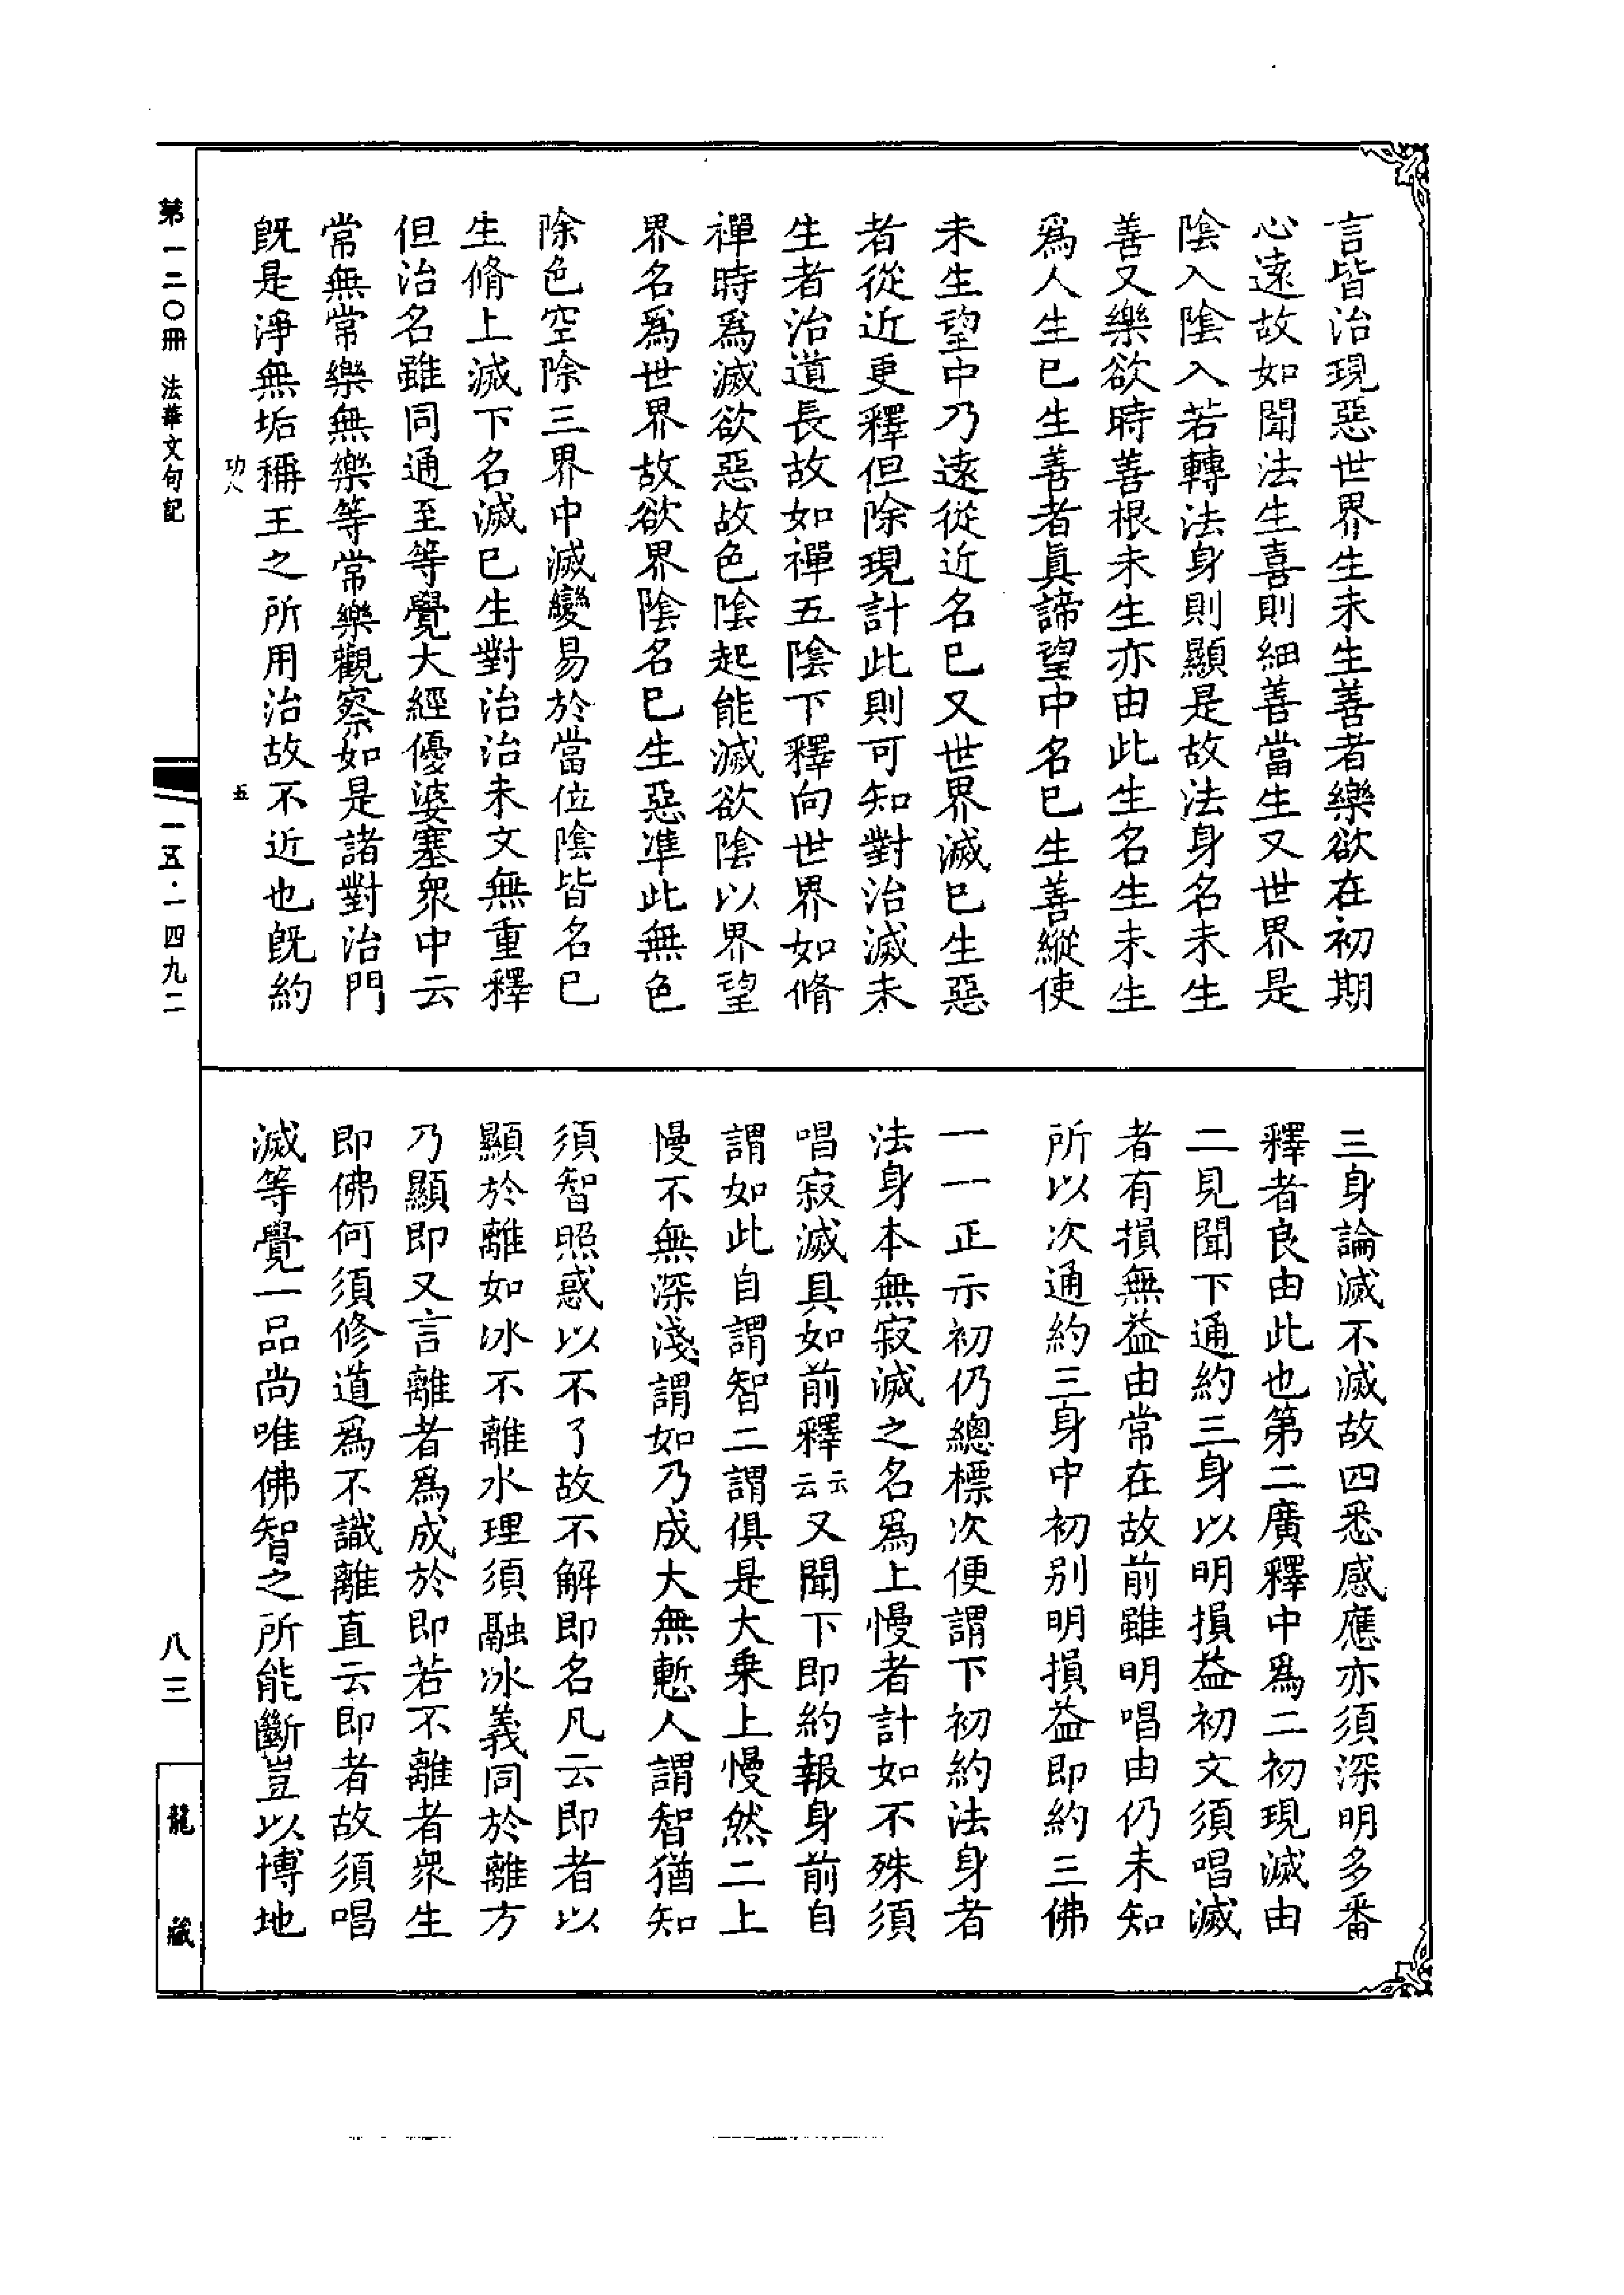 言皆治現惡世界生未生善者樂欲在初期
心遠故如聞法生喜則細善當生又世界是
陰入陰入若轉法身則顯是故法身名未生
善又樂欲時善根未生亦由此生名生未生
爲人生已生善者眞諦望中名已生善縱使
未生望中乃遠從近名已又世界滅已生惡
者從近更釋但除現計此則可知對治滅未
生者治道長故如禪五陰下釋向世界如脩
禪時爲滅欲惡故色陰起能滅欲陰以界望
界名爲世界故欲界陰名已生惡準此無色
除色空除三界中滅變易於當位陰皆名已
生脩上滅下名滅已生對治治未文無重釋
但治名雖同通至等覺大經優婆塞衆中云
常無常樂無樂等常樂觀察如是諸對治門
既是淨無垢稱王之所用治故不近也既約
三身論滅不滅故四悉感應亦須深明多番
釋者良由此也第二廣釋中爲二初現滅由
二見聞下通約三身以明損益初文須唱滅
者有損無益由常在故前雖明唱由仍未知
所以次通約三身中初別明損益即約三佛
一一正示初仍總標次便謂下初約法身者
法身本無寂滅之名爲上慢者計如不殊須
唱寂滅具如前釋云示又聞下即約報身前自
謂如此自謂智二謂俱是大乘上慢然二上
慢不無深淺謂如乃成大無慙人謂智猶知
須智照惑以不了故不解即名凡云即者以
顯於離如冰不離水理須融冰義同於離方
乃顯即又言離者爲成於即若不離者衆生
即佛何須修道爲不識離直云即者故須唱
滅等覺一品尚唯佛智之所能斷豈以博地
第一二〇冊 法華文句記
功八
五
一五·一四九二
八三
龍藏